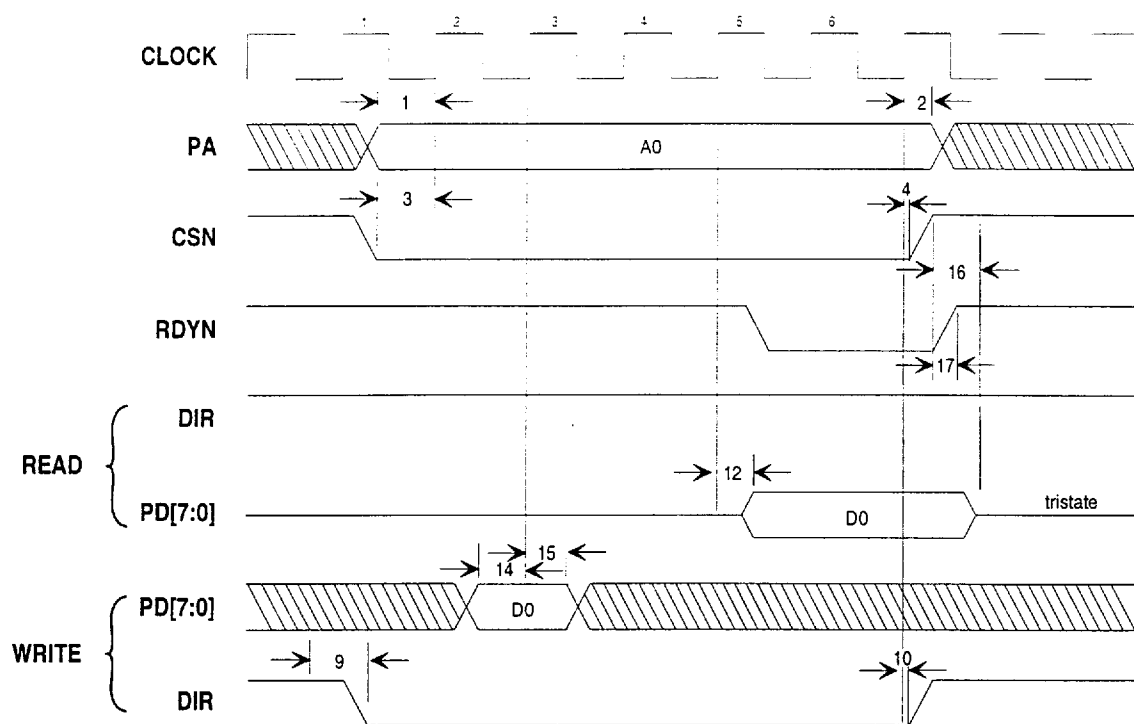 1 2 3 4 5 6
CLOCK
1 2
PA A0
3 4
CSN
16
RDYN
17
DIR
READ
12
PD[7:0] D0 tristate
15
14
PD[7:0] D0
WRITE
9 10
DIR